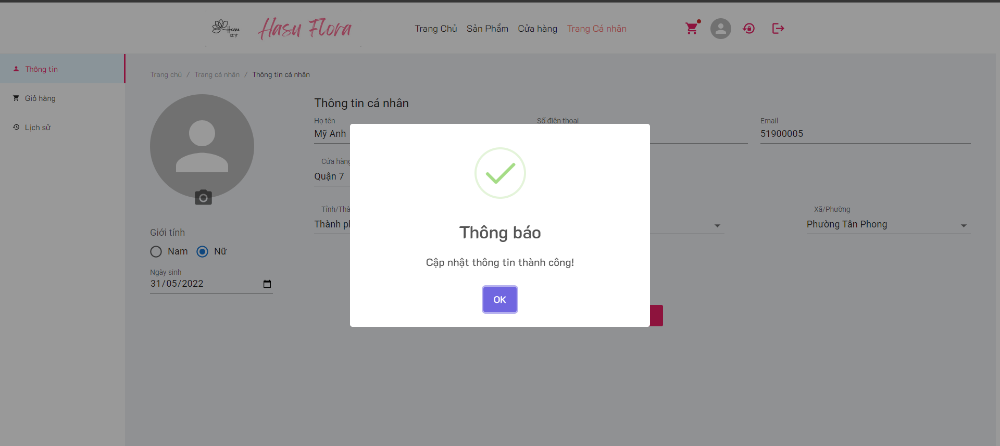 Hasu
はす
Hasu Flora
Trang Chủ Sản Phẩm Cửa hàng Trang Cá nhân
Thông tin
Giỏ hàng
Lịch sử
Trang chủ / Trang cá nhân / Thông tin cá nhân
Thông tin cá nhân
Họ tên
Mỹ Anh
Số điện thoại
Email
51900005
Cửa hàng
Quận 7
Tỉnh/Thà
Thành
Xã/Phường
Phường Tân Phong
Giới tính
Nam Nữ
Ngày sinh
31/05/2022
Thông báo
Cập nhật thông tin thành công!
OK